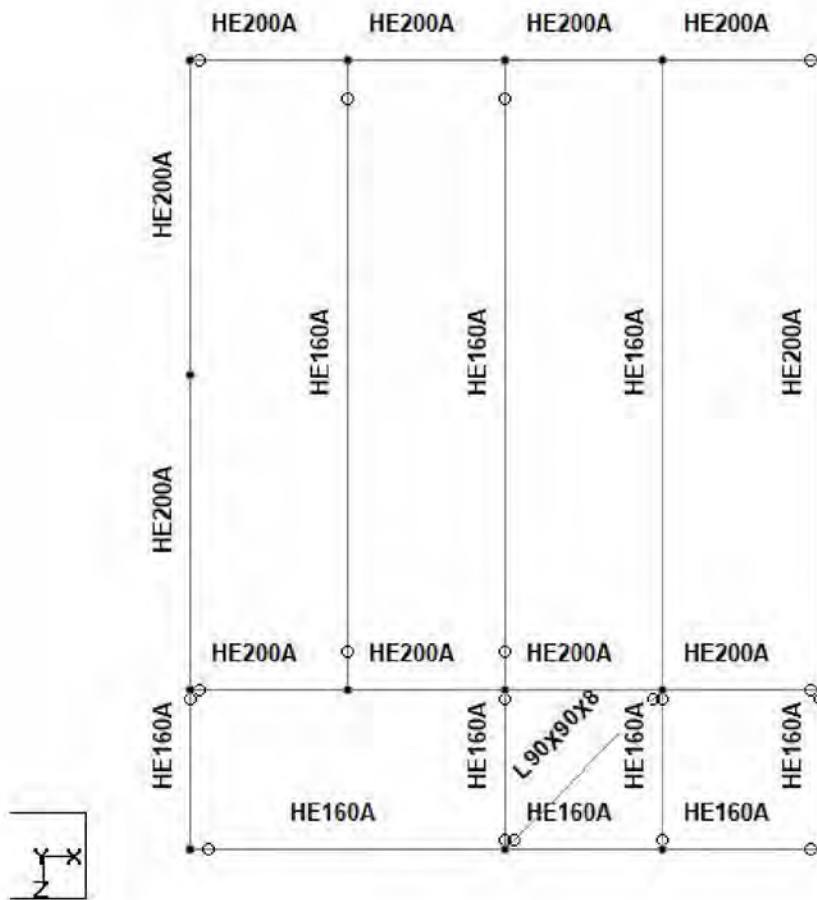 HE200A HE200A HE200A HE200A
HE200A
HE160A HE160A HE160A HE200A
HE200A
HE200A HE200A HE200A HE200A
HE160A HE160A L90X90X8 HE160A HE160A
HE160A HE160A HE160A
Y X
Z